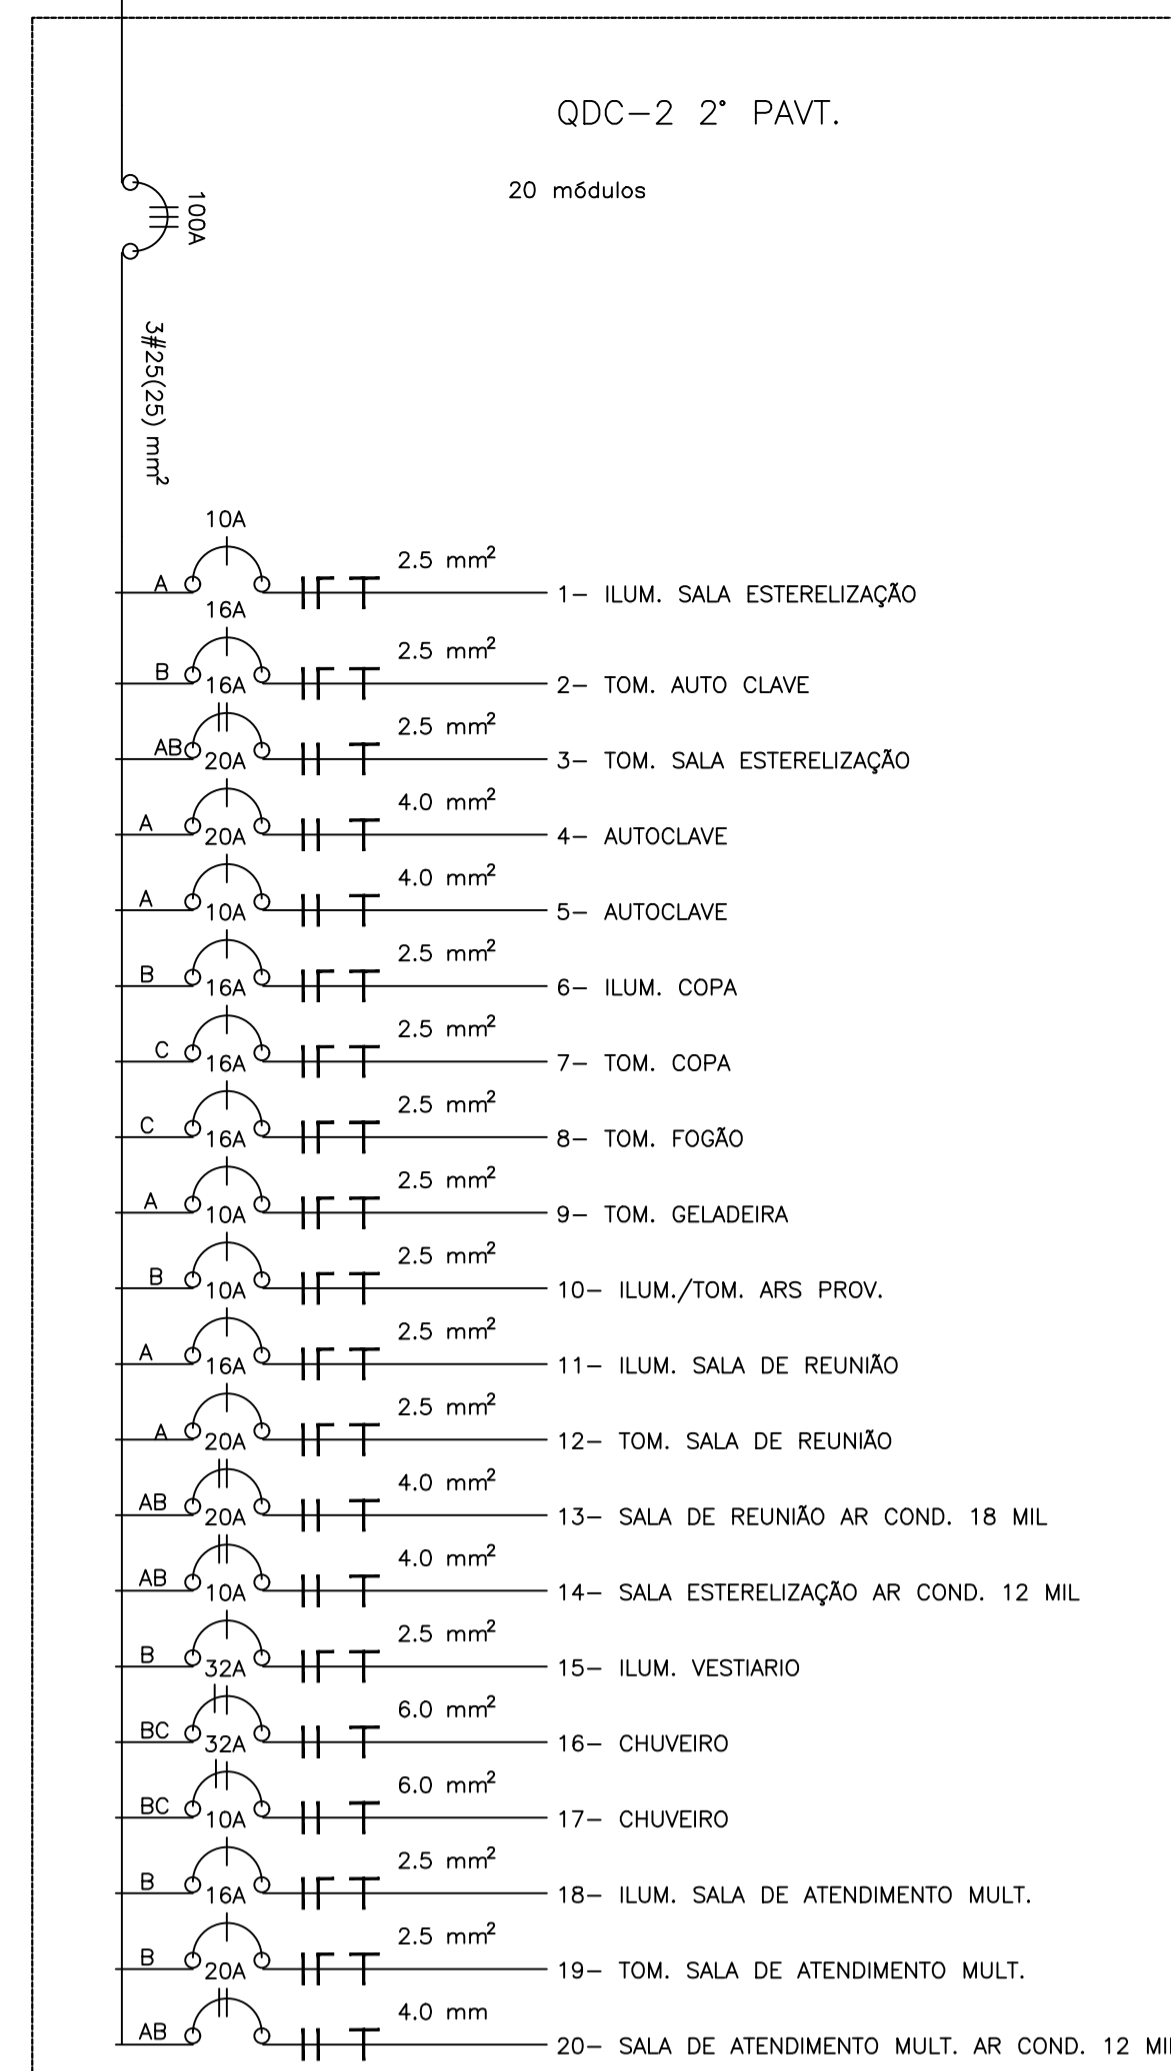 QDC-2 2° PAVT.
20 módulos
100A
3#25(25) mm²
10A
A 2.5 mm² 1- ILUM. SALA ESTERELIZAÇÃO
16A
B 2.5 mm² 2- TOM. AUTO CLAVE
16A
AB 2.5 mm² 3- TOM. SALA ESTERELIZAÇÃO
20A
A 4.0 mm² 4- AUTOCLAVE
20A
A 4.0 mm² 5- AUTOCLAVE
10A
B 2.5 mm² 6- ILUM. COPA
16A
C 2.5 mm² 7- TOM. COPA
16A
C 2.5 mm² 8- TOM. FOGÃO
16A
A 2.5 mm² 9- TOM. GELADEIRA
10A
B 2.5 mm² 10- ILUM./TOM. ARS PROV.
10A
A 2.5 mm² 11- ILUM. SALA DE REUNIÃO
16A
A 2.5 mm² 12- TOM. SALA DE REUNIÃO
20A
AB 4.0 mm² 13- SALA DE REUNIÃO AR COND. 18 MIL
20A
AB 4.0 mm² 14- SALA ESTERELIZAÇÃO AR COND. 12 MIL
10A
B 2.5 mm² 15- ILUM. VESTIARIO
32A
BC 6.0 mm² 16- CHUVEIRO
32A
BC 6.0 mm² 17- CHUVEIRO
10A
B 2.5 mm² 18- ILUM. SALA DE ATENDIMENTO MULT.
16A
B 2.5 mm² 19- TOM. SALA DE ATENDIMENTO MULT.
20A
AB 4.0 mm 20- SALA DE ATENDIMENTO MULT. AR COND. 12 MIL